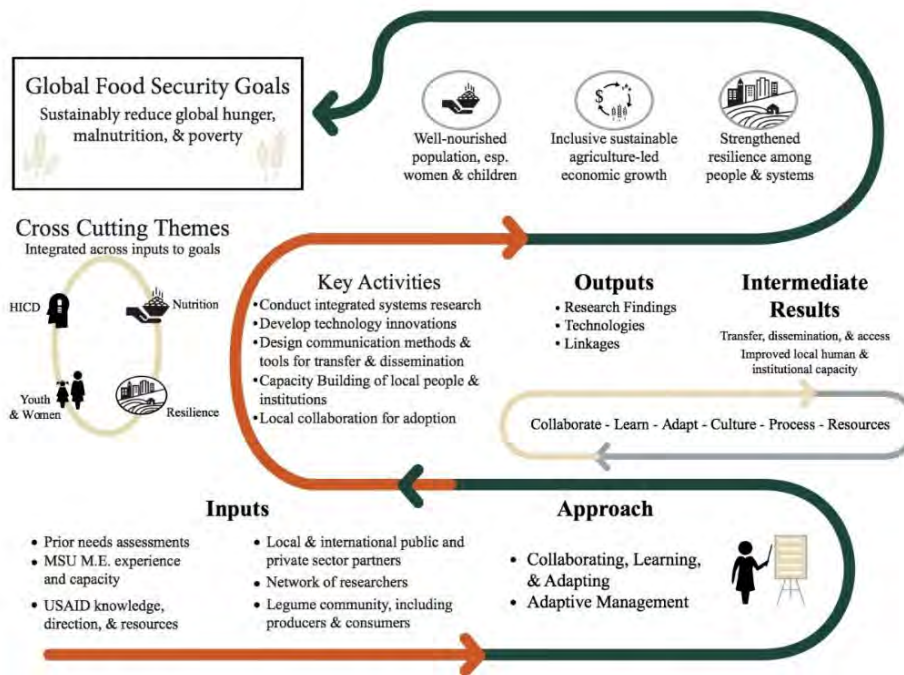 Global Food Security Goals
Sustainably reduce global hunger,
malnutrition, & poverty
Well-nourished
population, esp.
women & children
Inclusive sustainable
agriculture-led
economic growth
Strengthened
resilience among
people & systems
Cross Cutting Themes
Integrated across inputs to goals
HICD
Nutrition
Youth
& Women
Resilience
Key Activities
•Conduct integrated systems research
•Develop technology innovations
•Design communication methods &
tools for transfer & dissemination
•Capacity Building of local people &
institutions
•Local collaboration for adoption
Outputs
• Research Findings
• Technologies
• Linkages
Intermediate
Results
Transfer, dissemination, & access
Improved local human &
institutional capacity
Collaborate - Learn - Adapt - Culture - Process - Resources
Inputs
• Prior needs assessments
• MSU M.E. experience
and capacity
• USAID knowledge,
direction, & resources
• Local & international public and
private sector partners
• Network of researchers
• Legume community, including
producers & consumers
Approach
• Collaborating, Learning,
& Adapting
• Adaptive Management